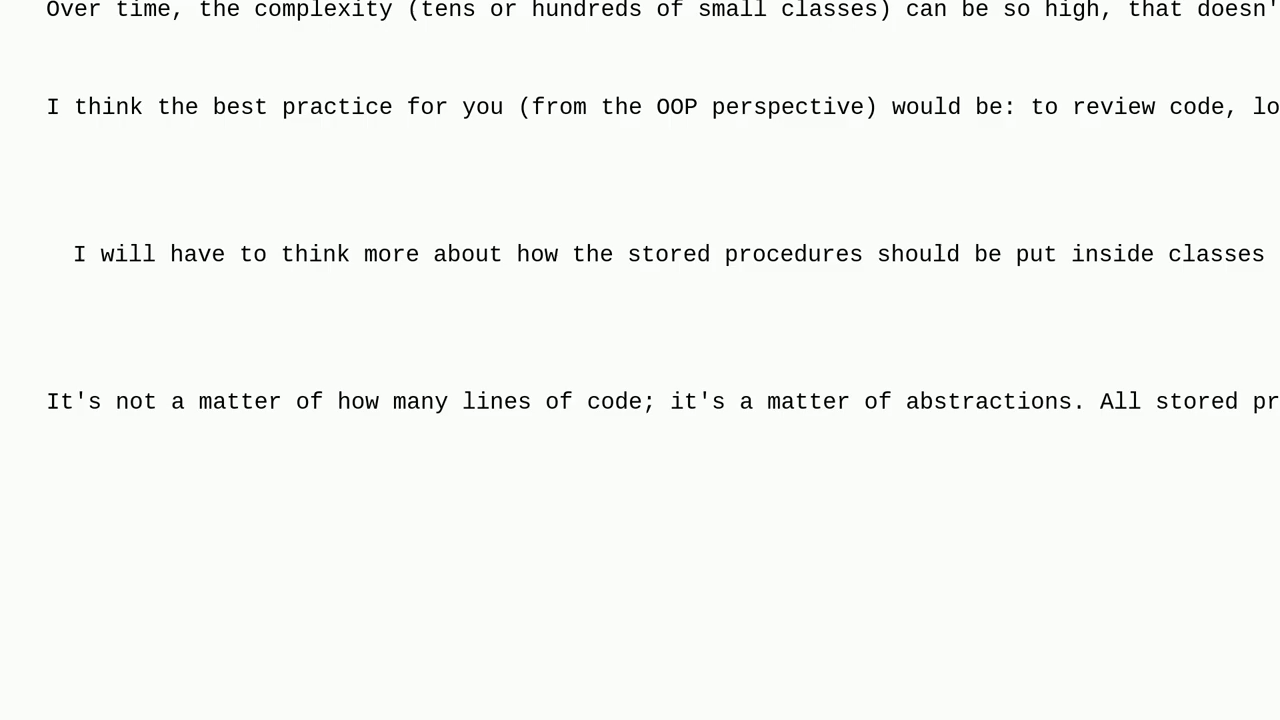 Over time, the complexity (tens or hundreds of small classes) can be so high, that doesn'
I think the best practice for you (from the OOP perspective) would be: to review code, lo
I will have to think more about how the stored procedures should be put inside classes
It's not a matter of how many lines of code; it's a matter of abstractions. All stored pr